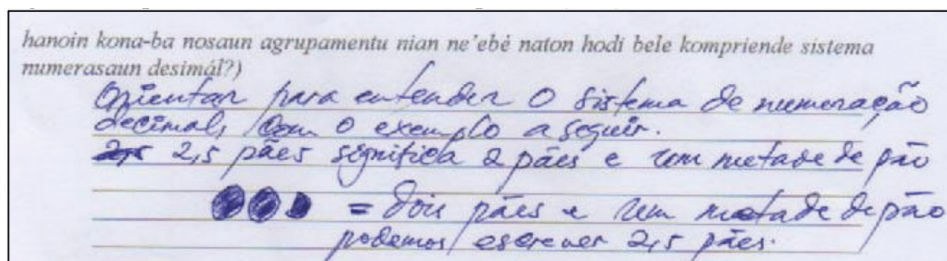 hanoin kona-ba nosaun agrupamentu nian ne'ebé naton hodi bele kompriende sistema
numerasaun desimál?)
Orientar para entender o sistema de numeração
decimal, com o exemplo a seguir.
2,5 2,5 pães significa 2 pães e um metade de pão
= dois pães e um metade de pão
podemos escrever 2,5 pães.